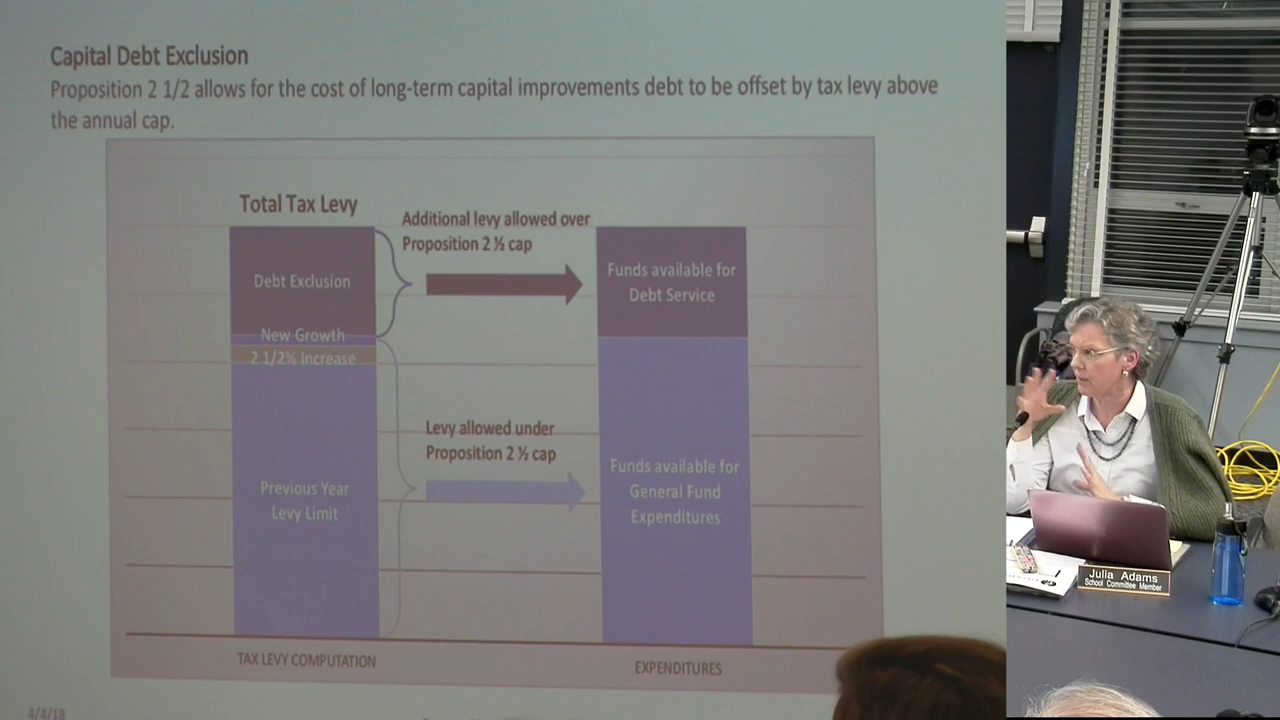 Capital Debt Exclusion
Proposition 2 1/2 allows for the cost of long-term capital improvements debt to be offset by tax levy above
the annual cap.
Total Tax Levy
Additional levy allowed over
Proposition 2 ½ cap
Debt Exclusion
Funds available for
Debt Service
New Growth
2 1/2% Increase
Levy allowed under
Proposition 2 ½ cap
Previous Year
Levy Limit
Funds available for
General Fund
Expenditures
TAX LEVY COMPUTATION
EXPENDITURES
4/4/18
Julia Adams
School Committee Member